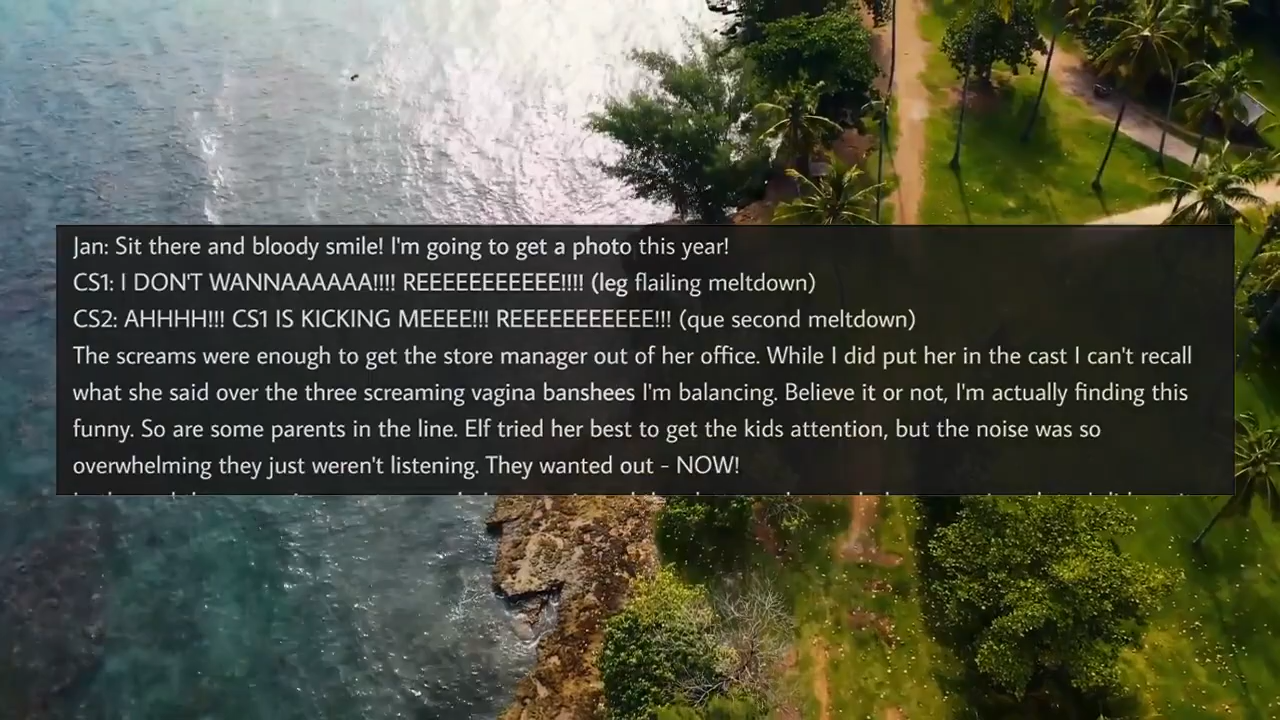 Jan: Sit there and bloody smile! I'm going to get a photo this year!
CS1: I DON'T WANNAAAAAA!!!! REEEEEEEEEEE!!!! (leg flailing meltdown)
CS2: AHHHH!!! CS1 IS KICKING MEEEE!!! REEEEEEEEEEE!!! (que second meltdown)
The screams were enough to get the store manager out of her office. While I did put her in the cast I can't recall
what she said over the three screaming vagina banshees I'm balancing. Believe it or not, I'm actually finding this
funny. So are some parents in the line. Elf tried her best to get the kids attention, but the noise was so
overwhelming they just weren't listening. They wanted out - NOW!